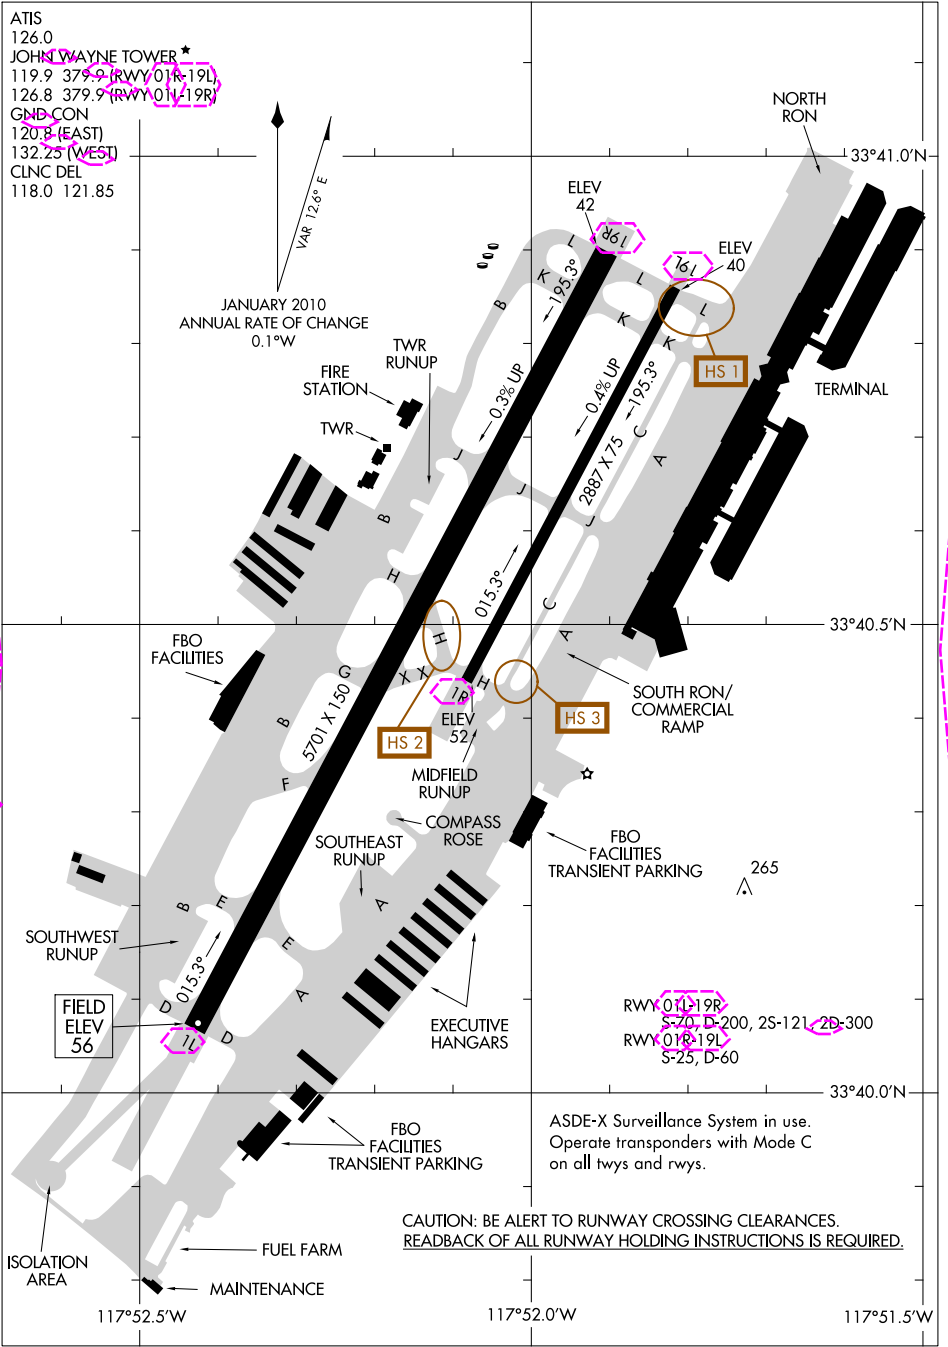 ATIS
126.0
JOHN WAYNE TOWER
119.9 379.9 (RWY 01R-19L)
126.8 379.9 (RWY 01L-19R)
GND CON
120.8 (EAST)
132.25 (WEST)
CLNC DEL
118.0 121.85
VAR 12.6° E
JANUARY 2010
ANNUAL RATE OF CHANGE
0.1°W
NORTH
RON
33°41.0'N
ELEV
42
19R
L
K
195.3°
B
L
K
K
19L
ELEV
40
L
HS 1
TWR
RUNUP
FIRE
STATION
TWR
0.3% UP
0.4% UP
195.3°
TERMINAL
J
J
2887 X 75
C
A
J
B
H
015.3°
C
A
33°40.5'N
FBO
FACILITIES
G
X
X
H
H
1R
ELEV
52
HS 2
HS 3
SOUTH RON/
COMMERCIAL
RAMP
B
5701 X 150
F
MIDFIELD
RUNUP
COMPASS
ROSE
SOUTHEAST
RUNUP
FBO
FACILITIES
TRANSIENT PARKING
265
B
E
E
A
A
SOUTHWEST
RUNUP
015.3°
D
D
1L
FIELD
ELEV
56
EXECUTIVE
HANGARS
RWY 01L-19R
S-70, D-200, 2S-121, 2D-300
RWY 01R-19L
S-25, D-60
33°40.0'N
ASDE-X Surveillance System in use.
Operate transponders with Mode C
on all twys and rwys.
FBO
FACILITIES
TRANSIENT PARKING
CAUTION: BE ALERT TO RUNWAY CROSSING CLEARANCES.
READBACK OF ALL RUNWAY HOLDING INSTRUCTIONS IS REQUIRED.
ISOLATION
AREA
FUEL FARM
MAINTENANCE
117°52.5'W
117°52.0'W
117°51.5'W